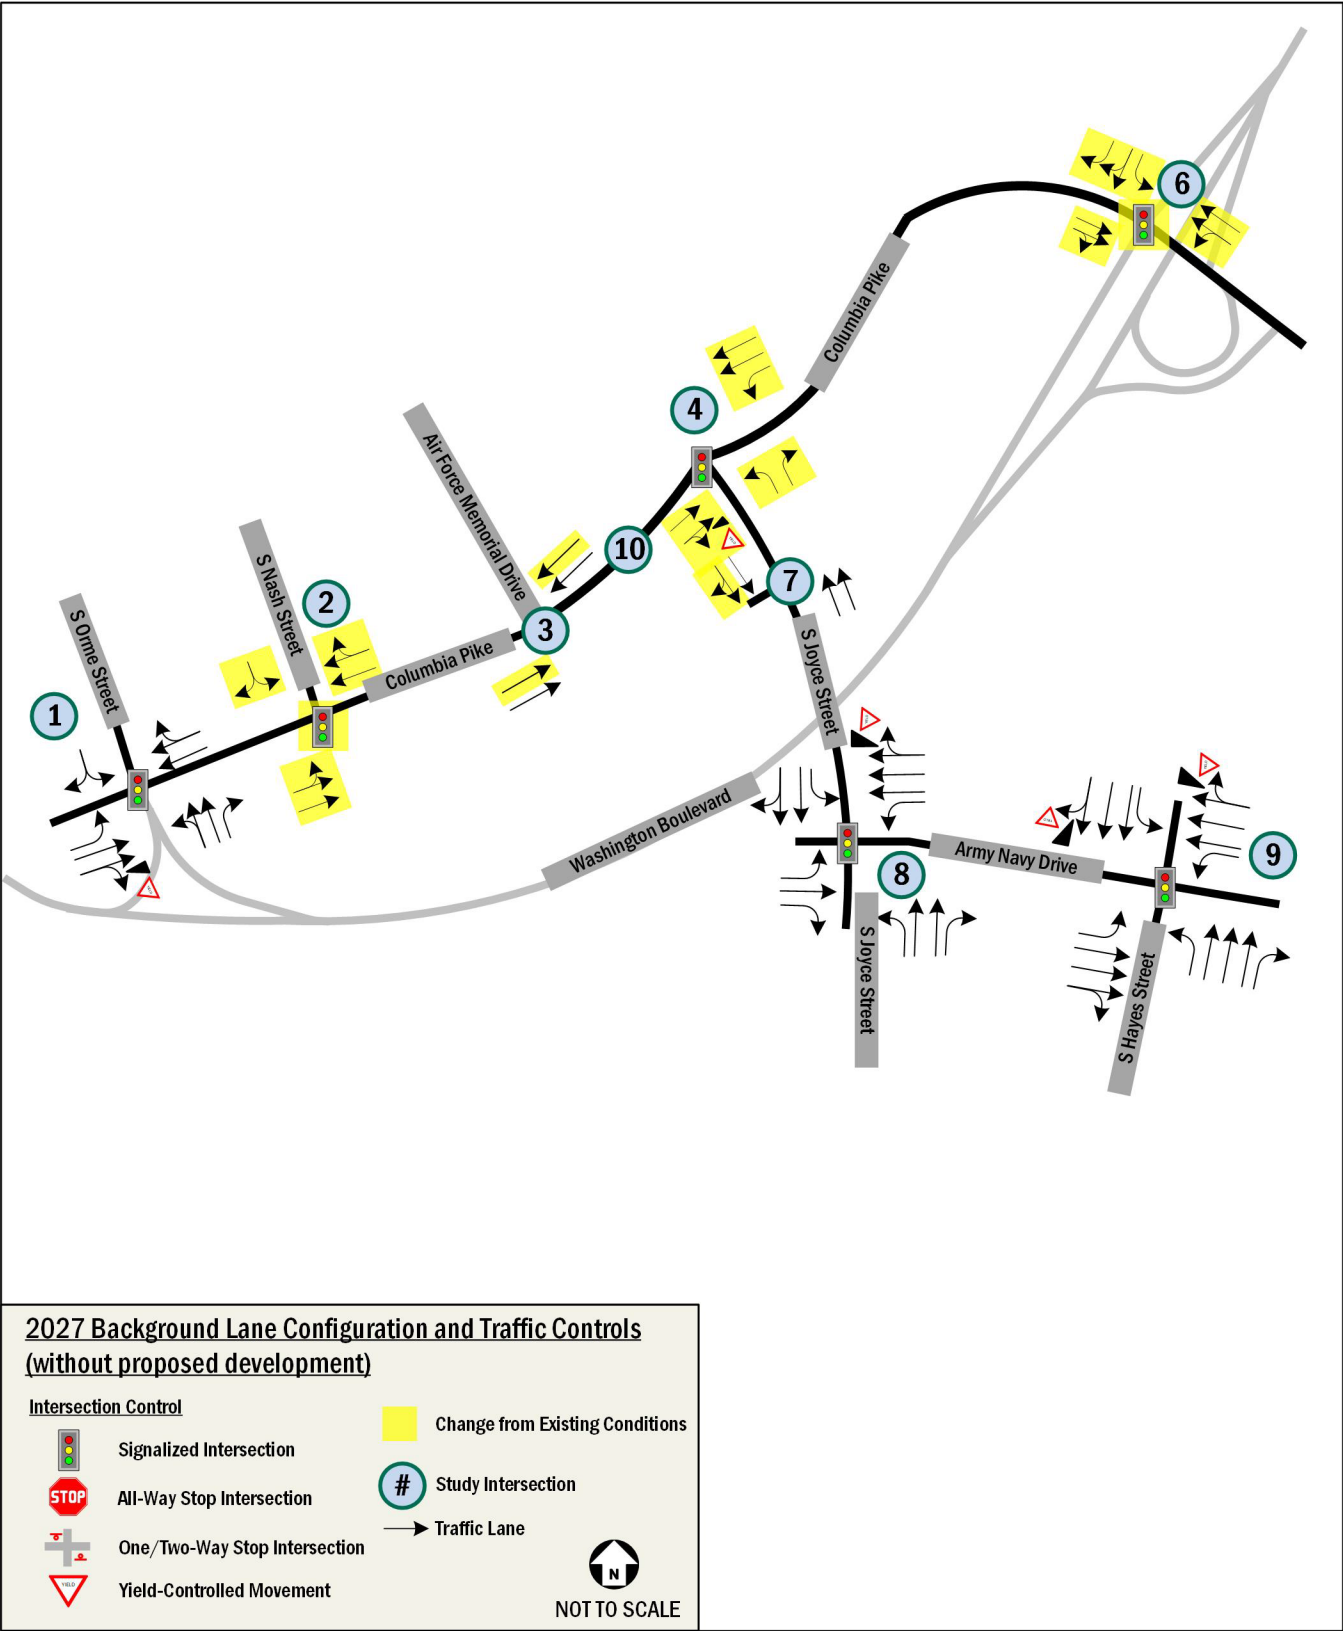 6
Columbia Pike
4
Air Force Memorial Drive
10
S Nash Street
7
2
3
S Orme Street
Columbia Pike
S Joyce Street
1
Washington Boulevard
Army Navy Drive
9
8
S Joyce Street
S Hayes Street
2027 Background Lane Configuration and Traffic Controls
(without proposed development)
Intersection Control
Signalized Intersection
STOP
All-Way Stop Intersection
One/Two-Way Stop Intersection
YIELD
Yield-Controlled Movement
Change from Existing Conditions
#
Study Intersection
Traffic Lane
N
NOT TO SCALE